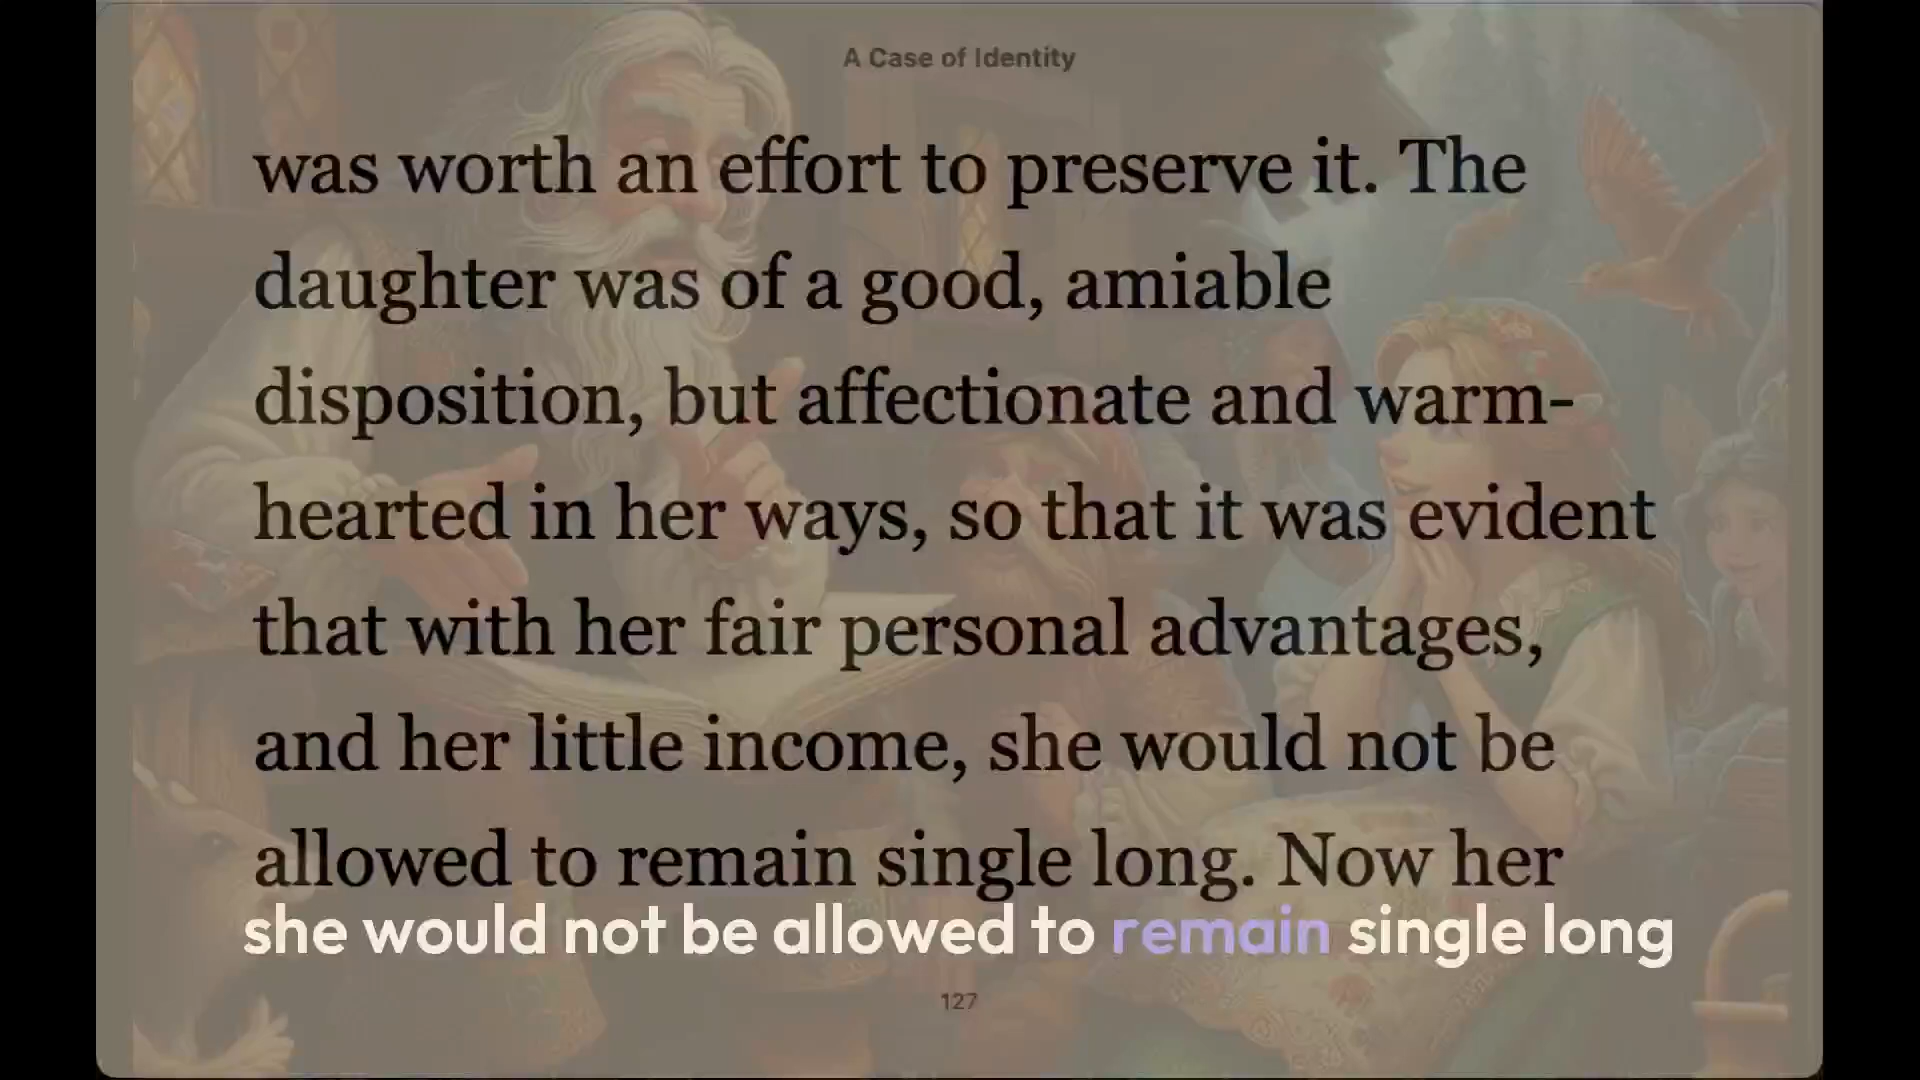 A Case of Identity
was worth an effort to preserve it. The
daughter was of a good, amiable
disposition, but affectionate and warm-
hearted in her ways, so that it was evident
that with her fair personal advantages,
and her little income, she would not be
allowed to remain single long. Now her
she would not be allowed to remain single long
127